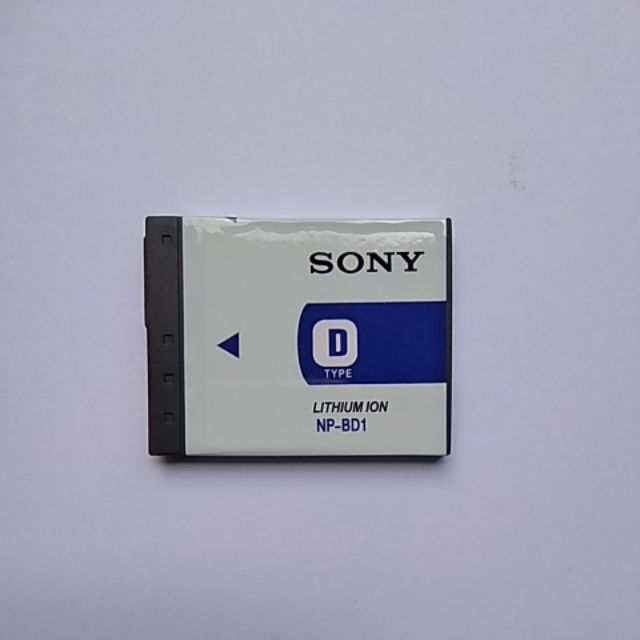 SONY
D
TYPE
LITHIUM ION
NP-BD1